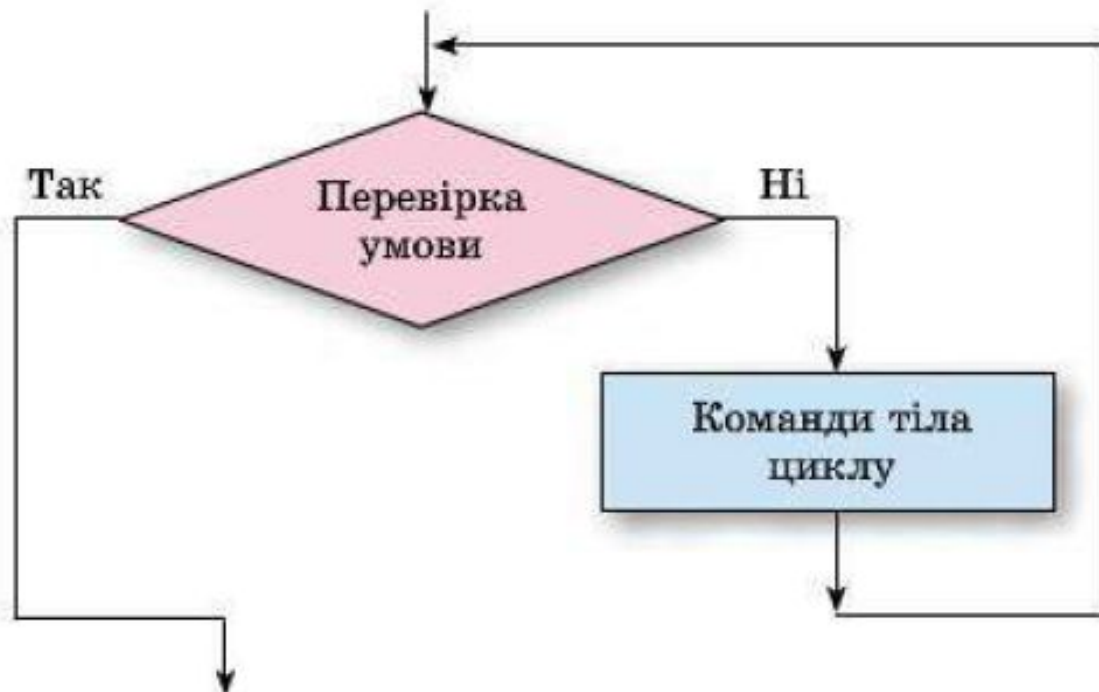 Так
Перевірка
умови
Ні
Команди тіла
циклу